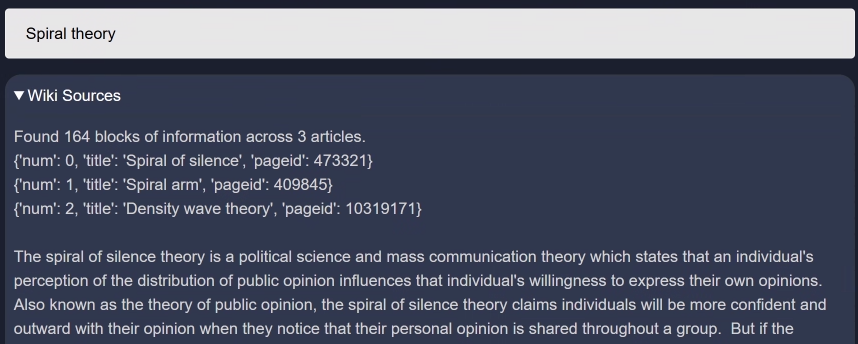 Spiral theory
▼ Wiki Sources
Found 164 blocks of information across 3 articles.
{'num': 0, 'title': 'Spiral of silence', 'pageid': 473321}
{'num': 1, 'title': 'Spiral arm', 'pageid': 409845}
{'num': 2, 'title': 'Density wave theory', 'pageid': 10319171}
The spiral of silence theory is a political science and mass communication theory which states that an individual's
perception of the distribution of public opinion influences that individual's willingness to express their own opinions.
Also known as the theory of public opinion, the spiral of silence theory claims individuals will be more confident and
outward with their opinion when they notice that their personal opinion is shared throughout a group.  But if the